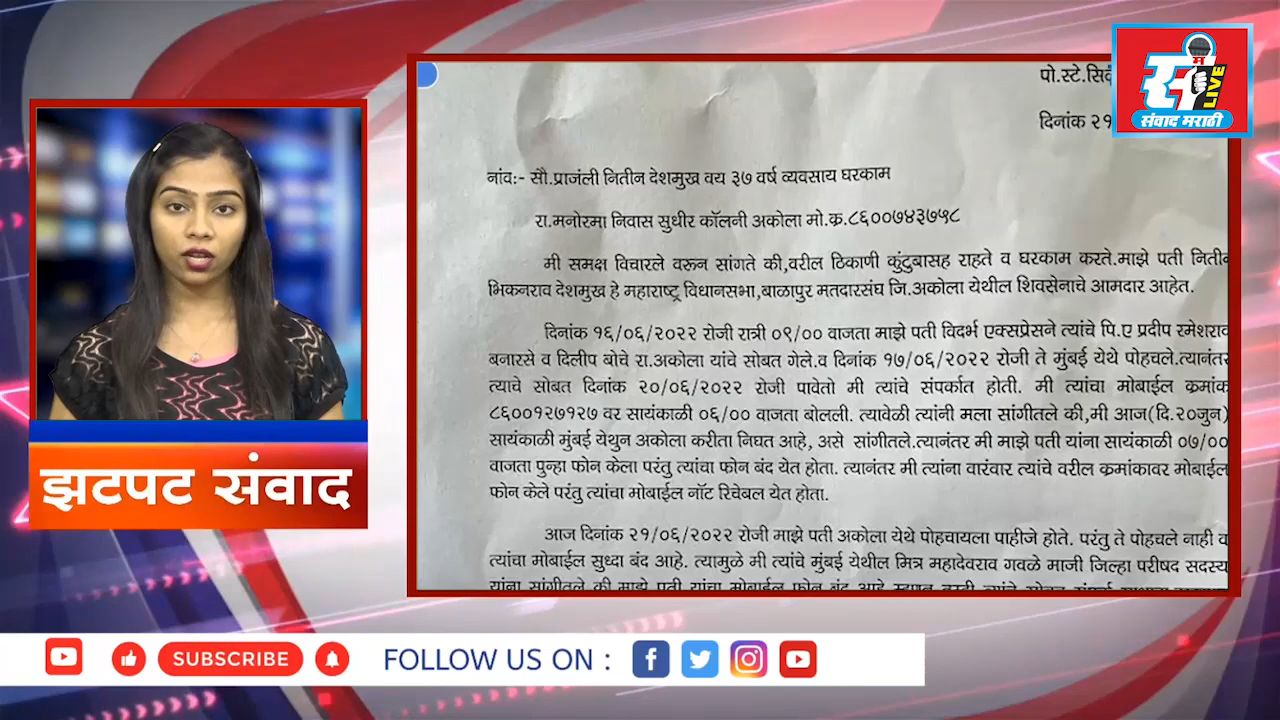 पो.स्टे.सिव्
दिनांक २१
स म
LIVE
संवाद मराठी
नांव:- सौ.प्राजंली नितीन देशमुख वय ३७ वर्ष व्यवसाय घरकाम
रा.मनोरमा निवास सुधीर कॉलनी अकोला मो.क्र.८६००७४३७५८
मी समक्ष विचारले वरून सांगते की,वरील ठिकाणी कुंटुबासह राहते व घरकाम करते.माझे पती नितीन
भिकनराव देशमुख हे महाराष्ट्र विधानसभा,बाळापुर मतदारसंघ जि.अकोला येथील शिवसेनाचे आमदार आहेत.
दिनांक १६/०६/२०२२ रोजी रात्री ०९/०० वाजता माझे पती विदर्भ एक्सप्रेसने त्यांचे पि.ए प्रदीप रमेशराव
बनारसे व दिलीप बोचे रा.अकोला यांचे सोबत गेले.व दिनांक १७/०६/२०२२ रोजी ते मुंबई येथे पोहचले.त्यानंतर
त्याचे सोबत दिनांक २०/०६/२०२२ रोजी पावेतो मी त्यांचे संपर्कात होती. मी त्यांचा मोबाईल क्रमांक
८६००१२७१२७ वर सायंकाळी ०६/०० वाजता बोलली. त्यावेळी त्यांनी मला सांगीतले की,मी आज(दि.२०जुन)
सायंकाळी मुंबई येथुन अकोला करीता निघत आहे, असे सांगीतले.त्यानंतर मी माझे पती यांना सायंकाळी ०७/००
वाजता पुन्हा फोन केला परंतु त्यांचा फोन बंद येत होता. त्यानंतर मी त्यांना वारंवार त्यांचे वरील क्रमांकावर मोबाईल
फोन केले परंतु त्यांचा मोबाईल नॉट रिचेबल येत होता.
आज दिनांक २१/०६/२०२२ रोजी माझे पती अकोला येथे पोहचायला पाहीजे होते. परंतु ते पोहचले नाही व
त्यांचा मोबाईल सुध्दा बंद आहे. त्यामुळे मी त्यांचे मुंबई येथील मित्र महादेवराव गवळे माजी जिल्हा परीषद सदस्य
यांना सांगीतले की माझे पती यांचा मोबाईल फोन बंद आहे
झटपट संवाद
SUBSCRIBE
FOLLOW US ON :